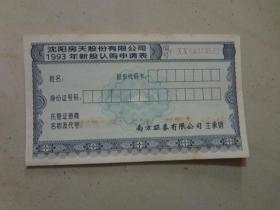 沈阳房天股份有限公司
1993年新股认购申请表
姓名:
股东代码卡:
身份证号码:
托管证券商
名称及代号:
南方证券有限公司 主承销